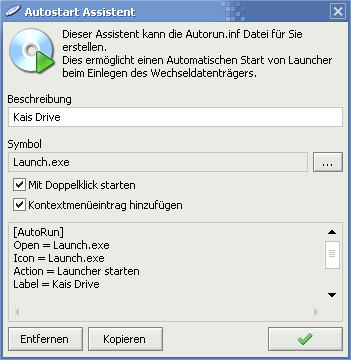 Autostart Assistent
Dieser Assistent kann die Autorun.inf Datei für Sie
erstellen.
Dies ermöglicht einen Automatischen Start von Launcher
beim Einlegen des Wechseldatenträgers.
Beschreibung
Kais Drive
Symbol
Launch.exe
...
Mit Doppelklick starten
Kontextmenüeintrag hinzufügen
[AutoRun]
Open = Launch.exe
Icon = Launch.exe
Action = Launcher starten
Label = Kais Drive
Entfernen
Kopieren